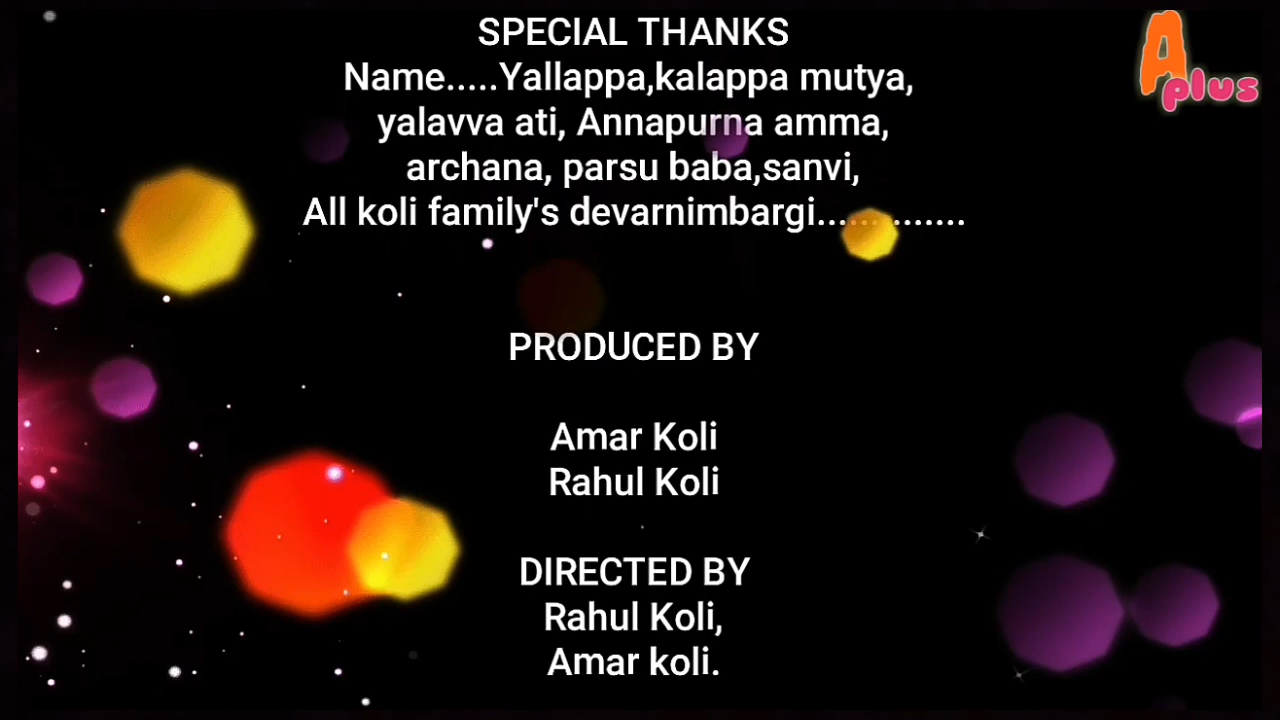 SPECIAL THANKS
Name.....Yallappa,kalappa mutya,
yalavva ati, Annapurna amma,
archana, parsu baba,sanvi,
All koli family's devarnimbargi.............
PRODUCED BY
Amar Koli
Rahul Koli
DIRECTED BY
Rahul Koli,
Amar koli.
A
plus